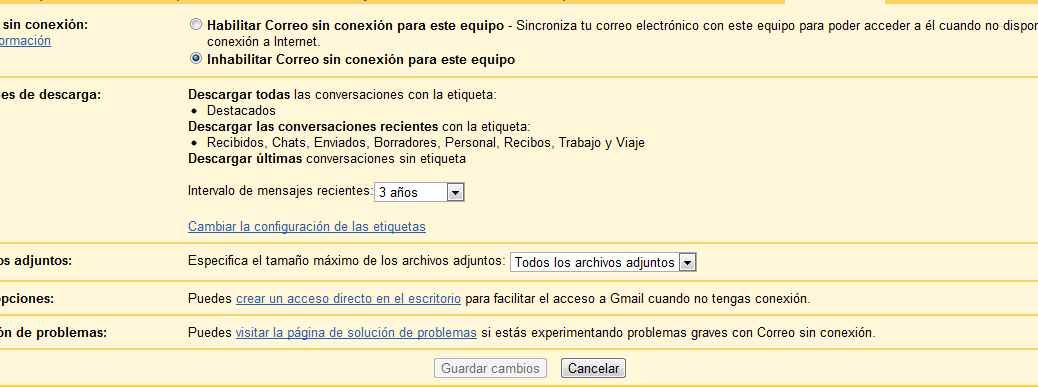 sin conexión:
Habilitar Correo sin conexión para este equipo - Sincroniza tu correo electrónico con este equipo para poder acceder a él cuando no
ormación
conexión a Internet.
Inhabilitar Correo sin conexión para este equipo
es de descarga:
Descargar todas las conversaciones con la etiqueta:
• Destacados
Descargar las conversaciones recientes con la etiqueta:
• Recibidos, Chats, Enviados, Borradores, Personal, Recibos, Trabajo y Viaje
Descargar últimas conversaciones sin etiqueta
Intervalo de mensajes recientes: 3 años
Cambiar la configuración de las etiquetas
os adjuntos:
Especifica el tamaño máximo de los archivos adjuntos: Todos los archivos adjuntos
opciones:
Puedes crear un acceso directo en el escritorio para facilitar el acceso a Gmail cuando no tengas conexión.
ón de problemas:
Puedes visitar la página de solución de problemas si estás experimentando problemas graves con Correo sin conexión.
Guardar cambios Cancelar